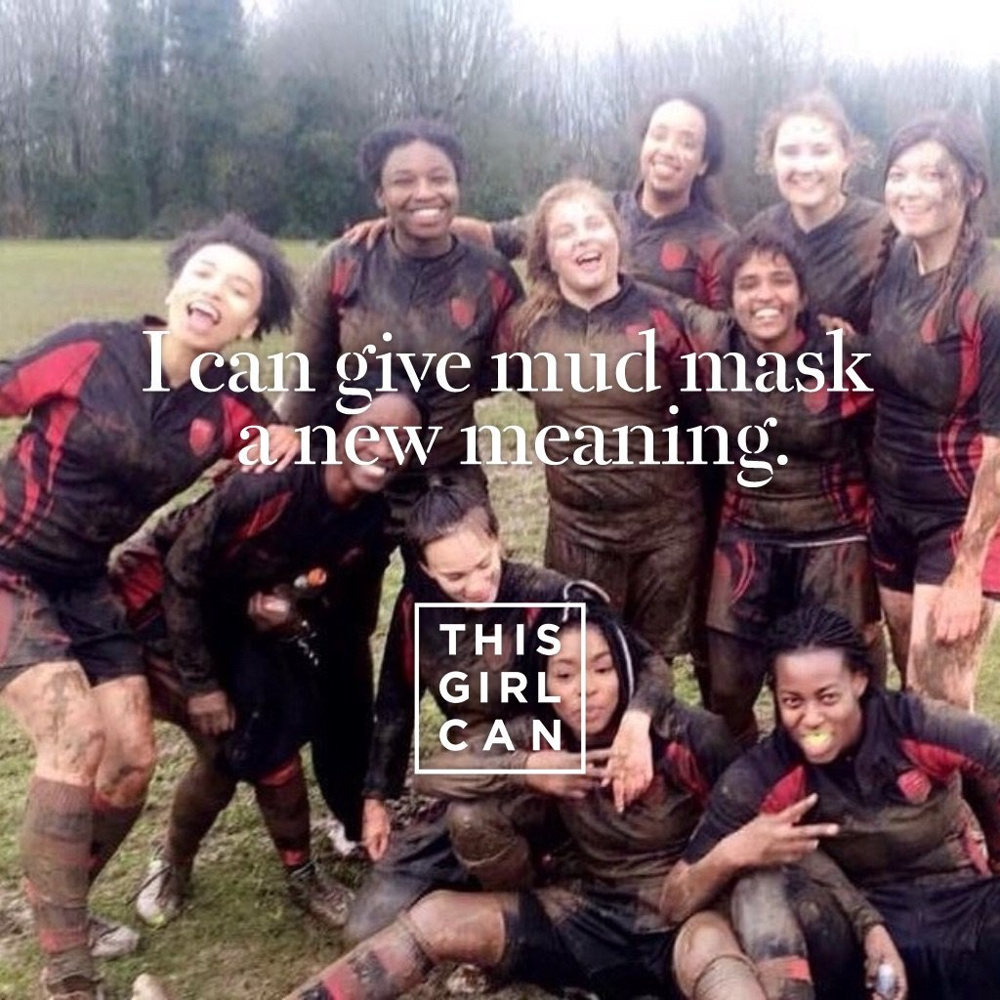 I can give mud mask
a new meaning.
THIS
GIRL
CAN